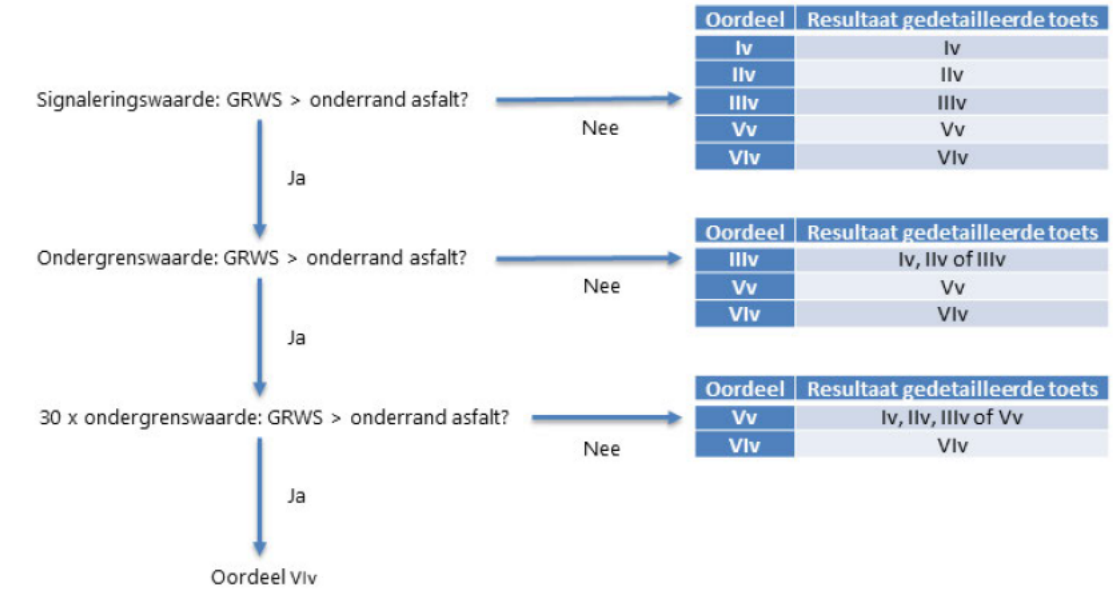 Oordeel Resultaat gedetailleerde toets
Iv Iv
IIv IIv
IIIv IIIv
Vv Vv
VIv VIv
Signaleringswaarde: GRWS > onderrand asfalt?
Nee
Ja
Oordeel Resultaat gedetailleerde toets
IIIv Iv, IIv of IIIv
Vv Vv
VIv VIv
Ondergrenswaarde: GRWS > onderrand asfalt?
Nee
Ja
Oordeel Resultaat gedetailleerde toets
Vv Iv, IIv, IIIv of Vv
VIv VIv
30 x ondergrenswaarde: GRWS > onderrand asfalt?
Nee
Ja
Oordeel VIv